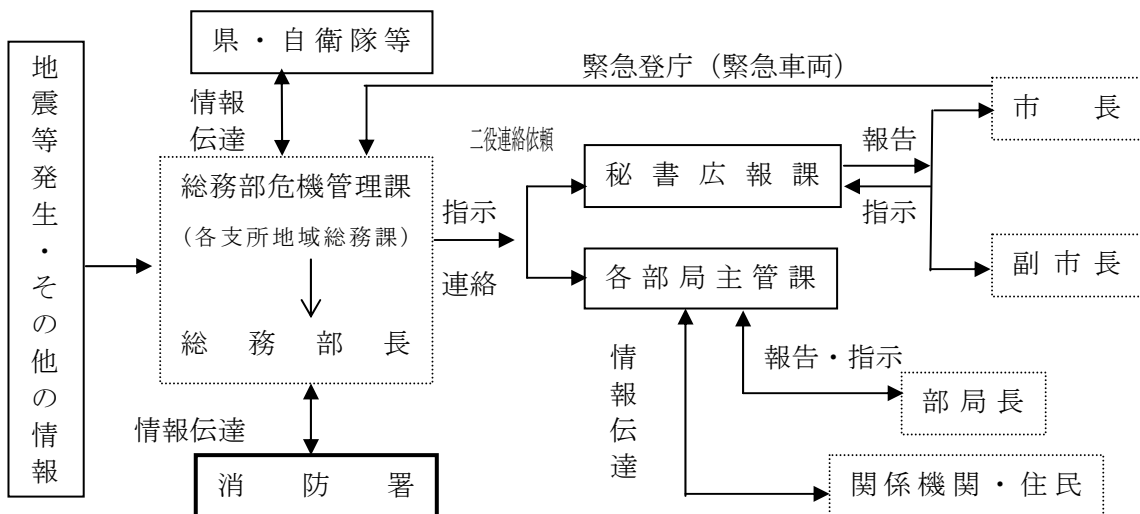 地震等発生・その他の情報
県・自衛隊等
情報
伝達
緊急登庁（緊急車両）
市長
総務部危機管理課
（各支所地域総務課）
総務部長
指示
連絡
二役連絡依頼
秘書広報課
報告
指示
副市長
各部局主管課
情報伝達
報告・指示
部局長
関係機関・住民
情報伝達
消防署